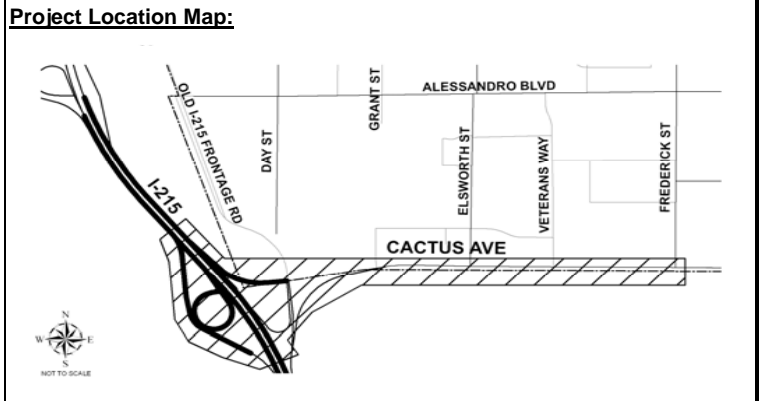 Project Location Map:
ALESSANDRO BLVD
OLD I-215 FRONTAGE RD
DAY ST
GRANT ST
ELSWORTH ST
VETERANS WAY
FREDERICK ST
I-215
CACTUS AVE
N
W E
S
NOT TO SCALE